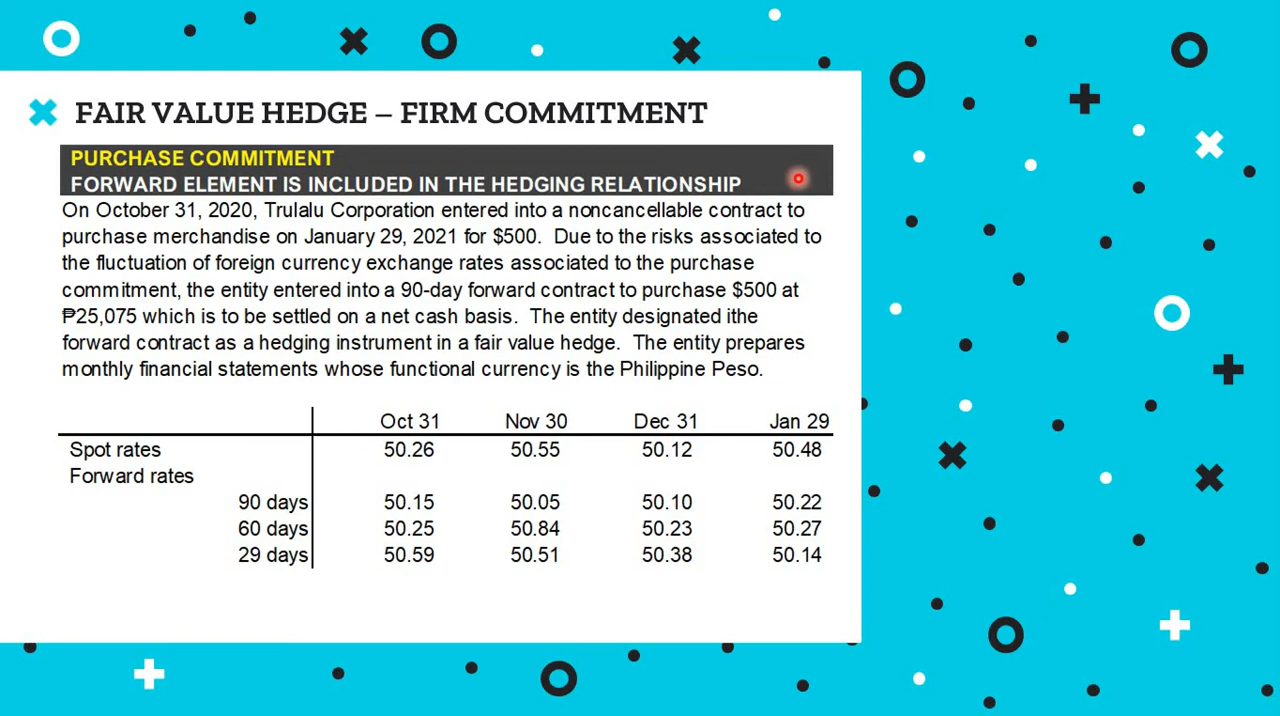 FAIR VALUE HEDGE – FIRM COMMITMENT
PURCHASE COMMITMENT
FORWARD ELEMENT IS INCLUDED IN THE HEDGING RELATIONSHIP
On October 31, 2020, Trulalu Corporation entered into a noncancellable contract to
purchase merchandise on January 29, 2021 for $500.  Due to the risks associated to
the fluctuation of foreign currency exchange rates associated to the purchase
commitment, the entity entered into a 90-day forward contract to purchase $500 at
₱25,075 which is to be settled on a net cash basis.  The entity designated ithe
forward contract as a hedging instrument in a fair value hedge.  The entity prepares
monthly financial statements whose functional currency is the Philippine Peso.
Oct 31 Nov 30 Dec 31 Jan 29
Spot rates 50.26 50.55 50.12 50.48
Forward rates
90 days 50.15 50.05 50.10 50.22
60 days 50.25 50.84 50.23 50.27
29 days 50.59 50.51 50.38 50.14